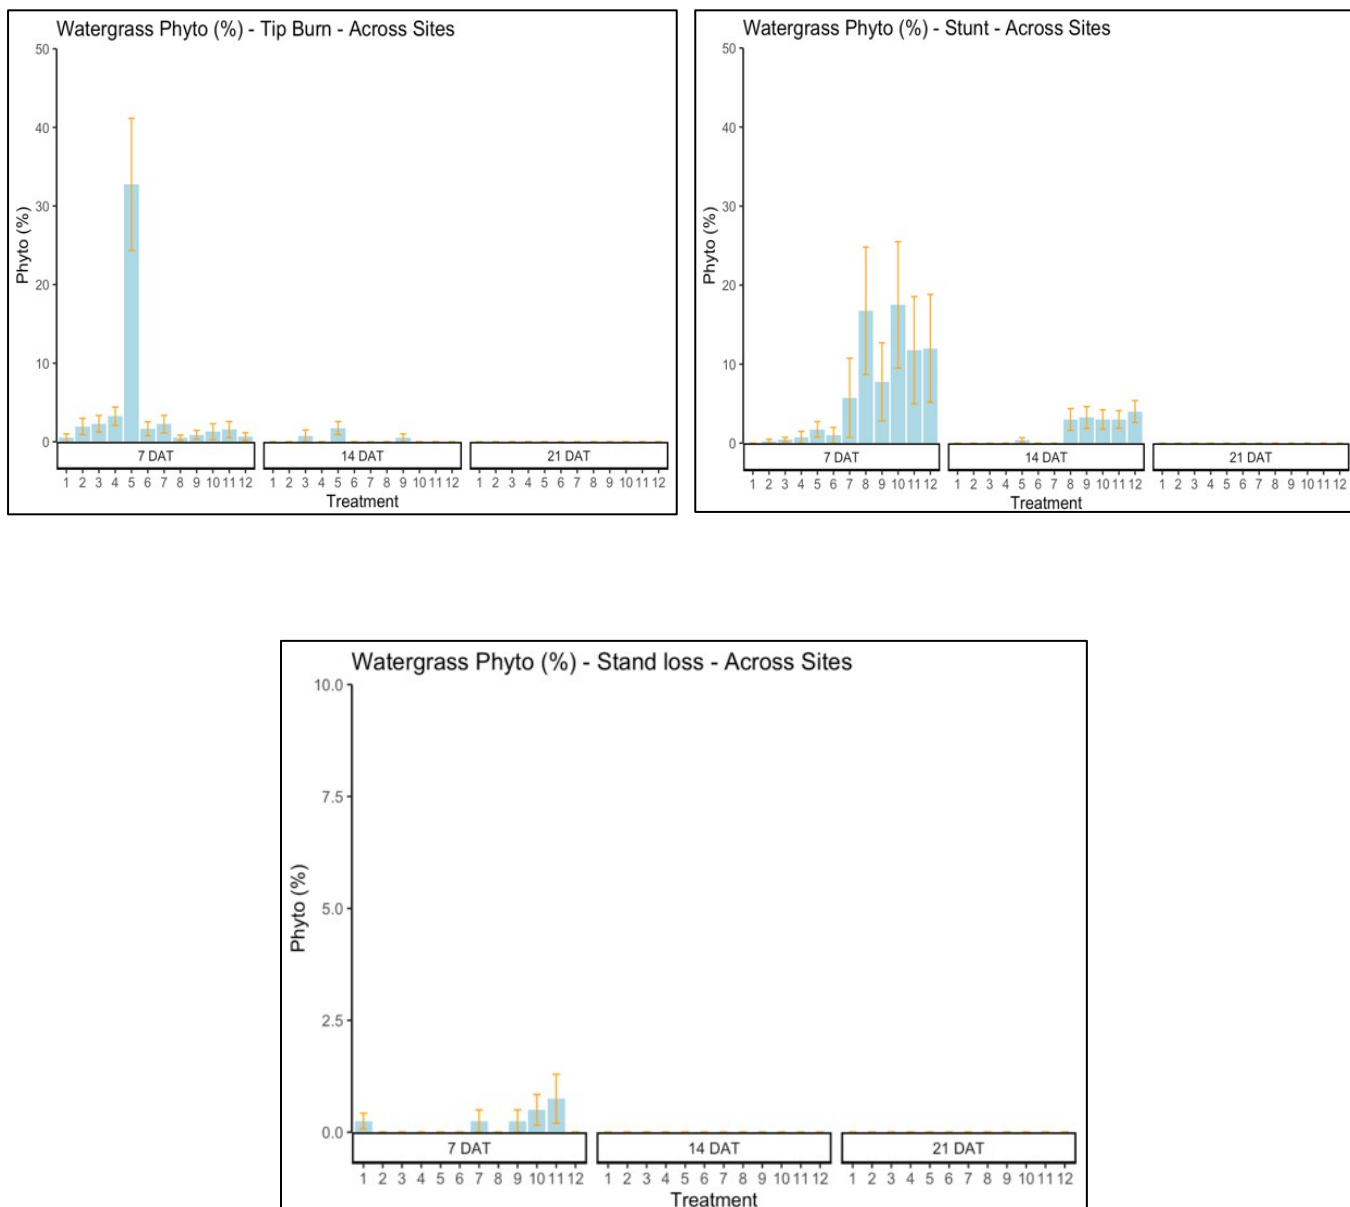 Watergrass Phyto (%) - Tip Burn - Across Sites
50
40
30
20
10
0
Phyto (%)
7 DAT 14 DAT 21 DAT
1 2 3 4 5 6 7 8 9 10 11 12 1 2 3 4 5 6 7 8 9 10 11 12 1 2 3 4 5 6 7 8 9 10 11 12
Treatment
Watergrass Phyto (%) - Stunt - Across Sites
50
40
30
20
10
0
Phyto (%)
7 DAT 14 DAT 21 DAT
1 2 3 4 5 6 7 8 9 10 11 12 1 2 3 4 5 6 7 8 9 10 11 12 1 2 3 4 5 6 7 8 9 10 11 12
Treatment
Watergrass Phyto (%) - Stand loss - Across Sites
10.0
7.5
5.0
2.5
0.0
Phyto (%)
7 DAT 14 DAT 21 DAT
1 2 3 4 5 6 7 8 9 10 11 12 1 2 3 4 5 6 7 8 9 10 11 12 1 2 3 4 5 6 7 8 9 10 11 12
Treatment